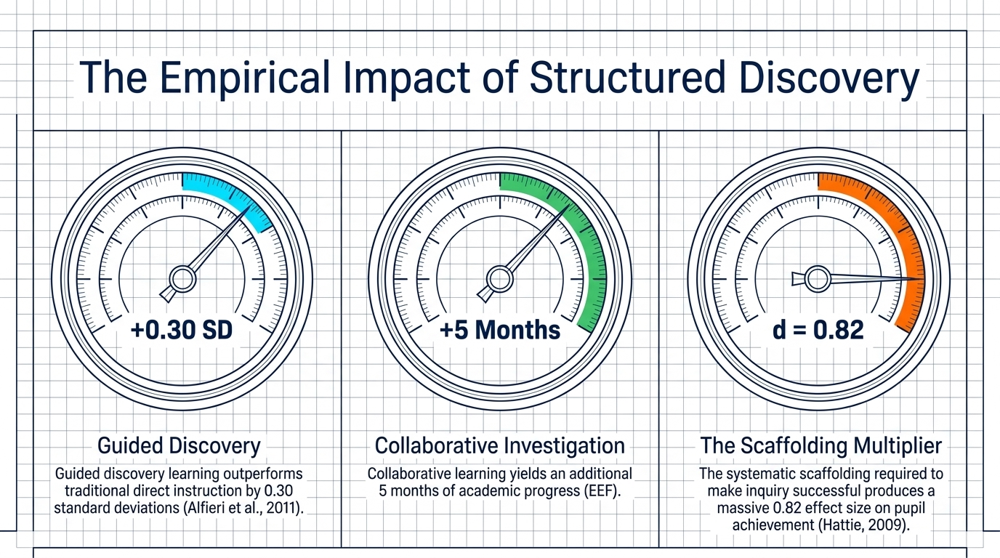 The Empirical Impact of Structured Discovery
+0.30 SD
Guided Discovery
Guided discovery learning outperforms
traditional direct instruction by 0.30
standard deviations (Alfieri et al., 2011).
+5 Months
Collaborative Investigation
Collaborative learning yields an additional
5 months of academic progress (EEF).
d = 0.82
The Scaffolding Multiplier
The systematic scaffolding required to
make inquiry successful produces a
massive 0.82 effect size on pupil
achievement (Hattie, 2009).